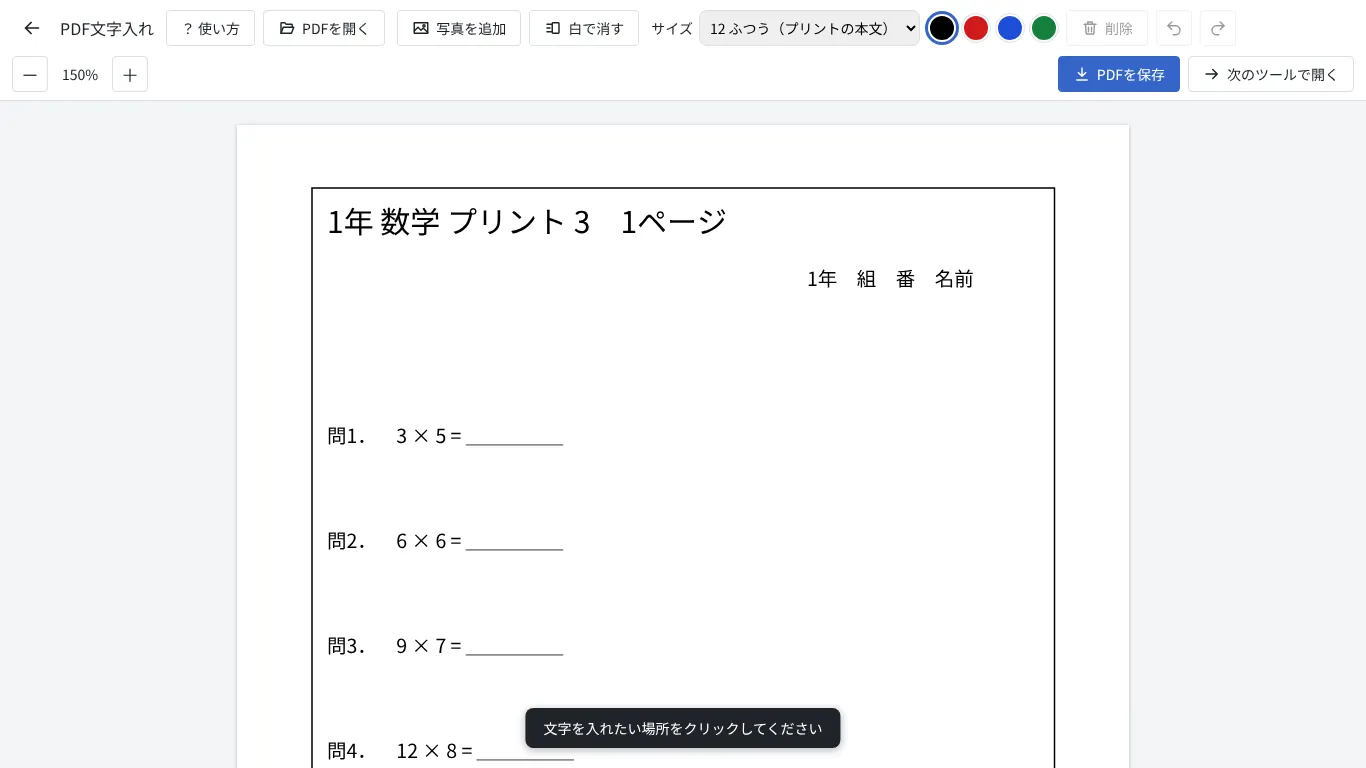 PDF文字入れ
? 使い方
PDFを開く
写真を追加
白で消す
サイズ
12 ふつう（プリントの本文）
削除
150%
PDFを保存
次のツールで開く
1年 数学 プリント 3　1ページ
1年　組　番　名前
問1.　3 × 5 = __________
問2.　6 × 6 = __________
問3.　9 × 7 = __________
問4.　12 × 8 = __________
文字を入れたい場所をクリックしてください